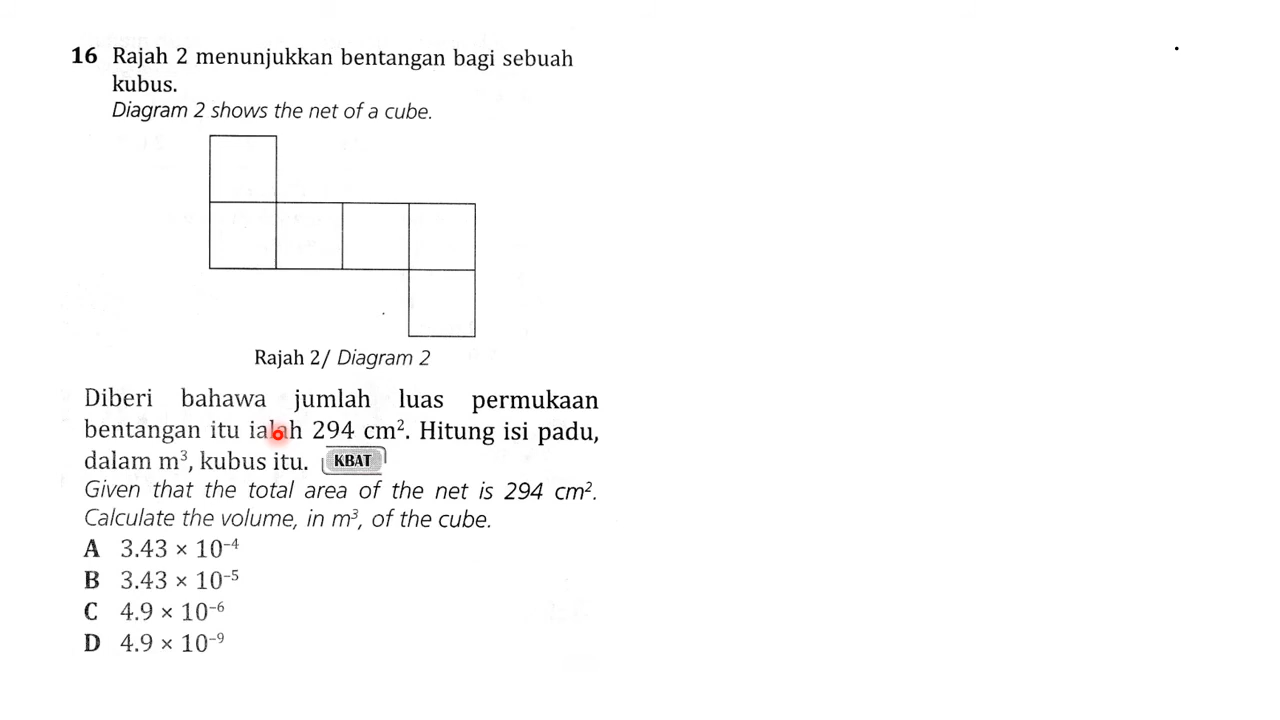 16 Rajah 2 menunjukkan bentangan bagi sebuah
kubus.
Diagram 2 shows the net of a cube.
Rajah 2/ Diagram 2
Diberi bahawa jumlah luas permukaan
bentangan itu ialah 294 cm². Hitung isi padu,
dalam m³, kubus itu. KBAT
Given that the total area of the net is 294 cm².
Calculate the volume, in m³, of the cube.
A 3.43 × 10⁻⁴
B 3.43 × 10⁻⁵
C 4.9 × 10⁻⁶
D 4.9 × 10⁻⁹